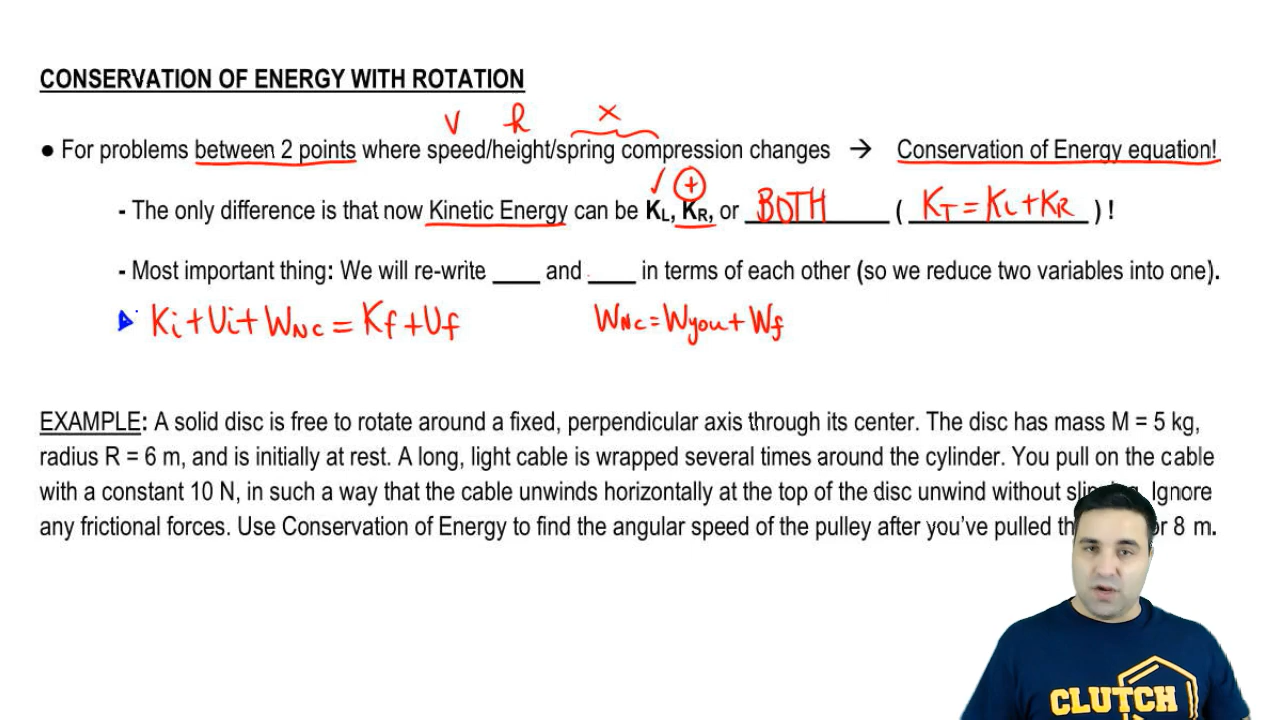 CONSERVATION OF ENERGY WITH ROTATION
v h x
● For problems between 2 points where speed/height/spring compression changes → Conservation of Energy equation!
✓ +
- The only difference is that now Kinetic Energy can be KL, KR, or BOTH ( KT = KL + KR ) !
- Most important thing: We will re-write ____ and ____ in terms of each other (so we reduce two variables into one).
Ki + Ui + WNC = Kf + Uf WNC = Wyou + Wf
EXAMPLE: A solid disc is free to rotate around a fixed, perpendicular axis through its center. The disc has mass M = 5 kg,
radius R = 6 m, and is initially at rest. A long, light cable is wrapped several times around the cylinder. You pull on the cable
with a constant 10 N, in such a way that the cable unwinds horizontally at the top of the disc unwind without Ignore
any frictional forces. Use Conservation of Energy to find the angular speed of the pulley after you've pulled 8 m.
CLUTCH